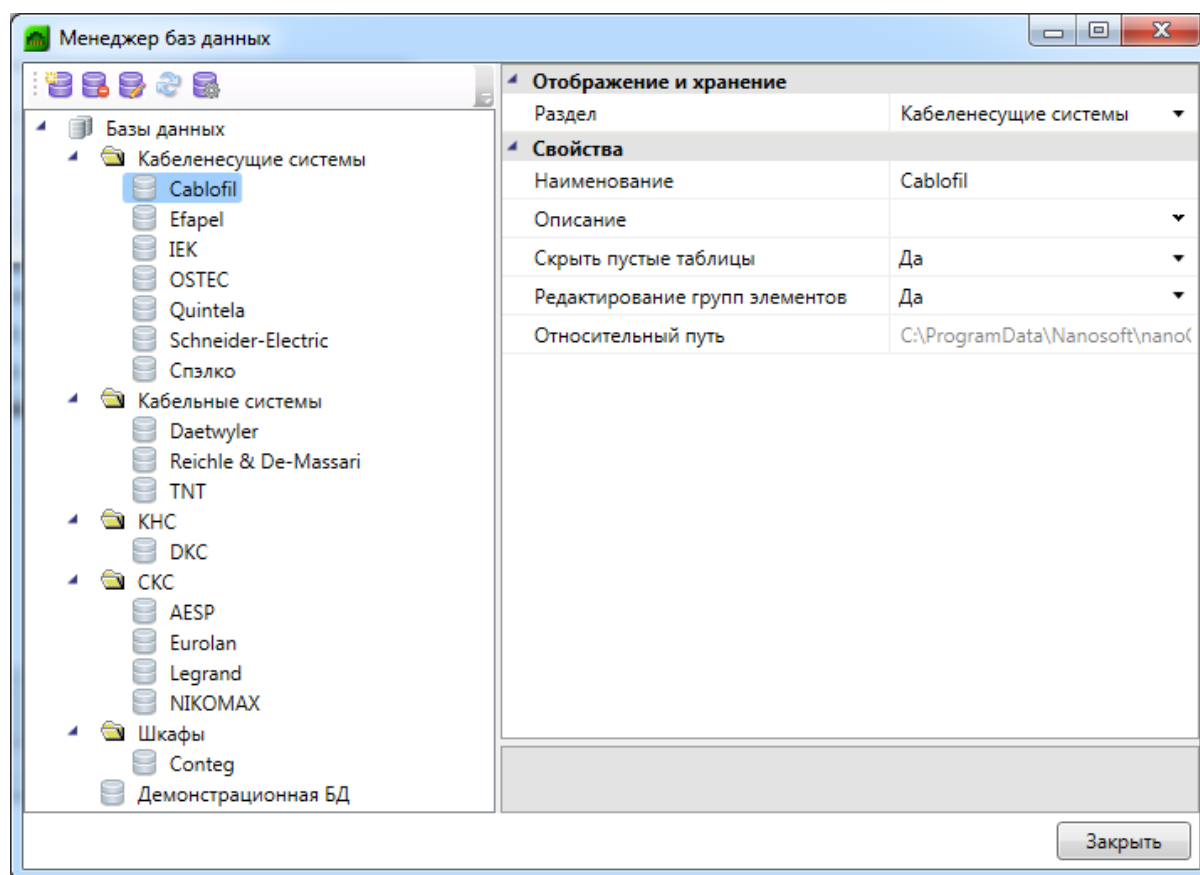 Менеджер баз данных
Базы данных
Кабеленесущие системы
Cablofil
Efapel
IEK
OSTEC
Quintela
Schneider-Electric
Спэлко
Кабельные системы
Daetwyler
Reichle & De-Massari
TNT
КНС
DKC
СКС
AESP
Eurolan
Legrand
NIKOMAX
Шкафы
Conteg
Демонстрационная БД
Отображение и хранение
Раздел Кабеленесущие системы
Свойства
Наименование Cablofil
Описание
Скрыть пустые таблицы Да
Редактирование групп элементов Да
Относительный путь C:\ProgramData\Nanosoft\nano
Закрыть